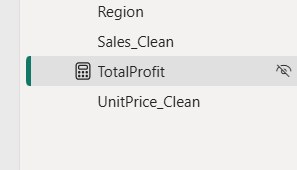 Region
Sales_Clean
TotalProfit
UnitPrice_Clean